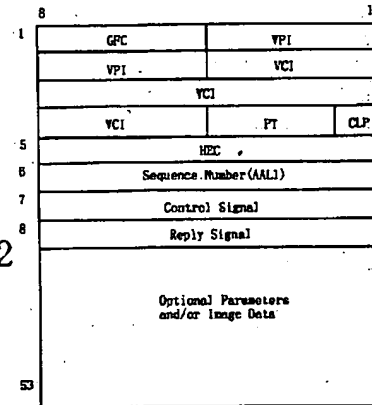 8 1
1 GFC VPI
VPI VCI
VCI
VCI PT CLP
5 HEC
6 Sequence Number(AAL1)
7 Control Signal
8 Reply Signal
2
Optional Parameters
and/or Image Data
53